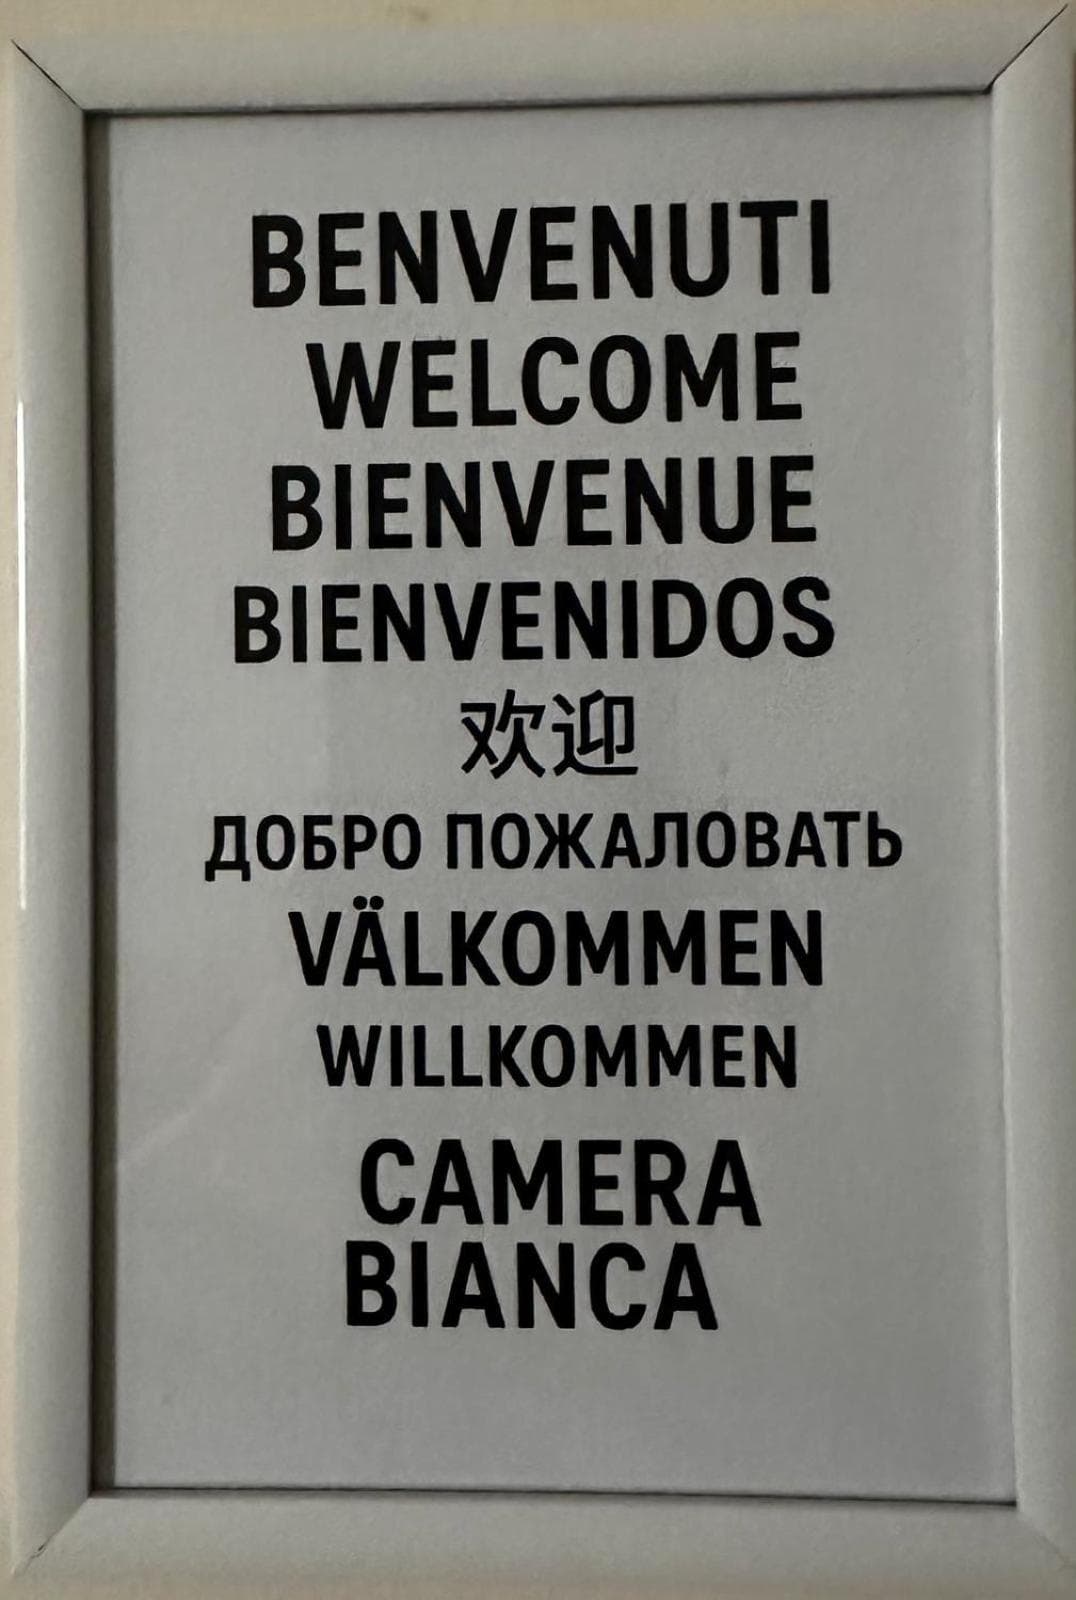 BENVENUTI
WELCOME
BIENVENUE
BIENVENIDOS
欢迎
ДОБРО ПОЖАЛОВАТЬ
VÄLKOMMEN
WILLKOMMEN
CAMERA
BIANCA